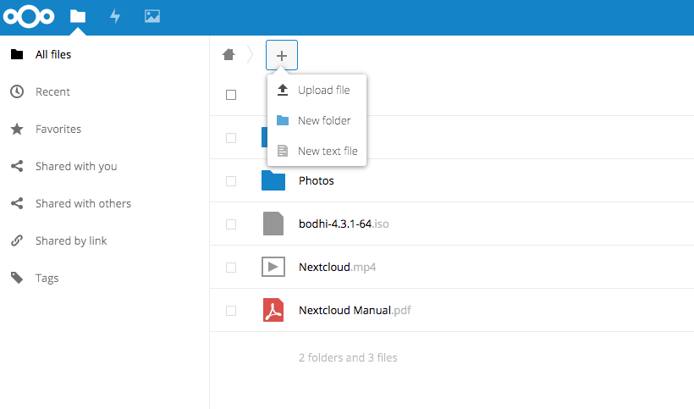 All files
Recent
Favorites
Shared with you
Shared with others
Shared by link
Tags
+
Upload file
New folder
New text file
Photos
bodhi-4.3.1-64.iso
Nextcloud.mp4
Nextcloud Manual.pdf
2 folders and 3 files